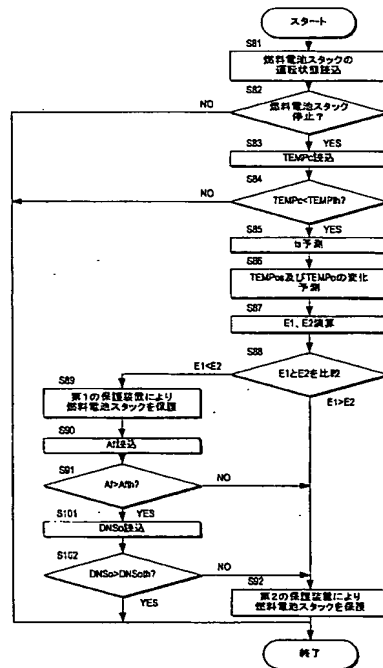 スタート
S81
燃料電池スタックの
運転状態読込
S82
NO
燃料電池スタック
停止?
YES
S83
TEMPc読込
S84
NO
TEMPc<TEMPth?
YES
S85
ts予測
S86
TEMPos及びTEMPoの変化
予測
S87
E1、E2演算
S88
E1<E2
E1とE2を比較
E1>E2
S89
第1の保護装置により
燃料電池スタックを保護
S90
Af読込
S91
Af>Afth?
NO
YES
S101
DNSo読込
S102
DNSo>DNSoth?
NO
YES
S92
第2の保護装置により
燃料電池スタックを保護
終了